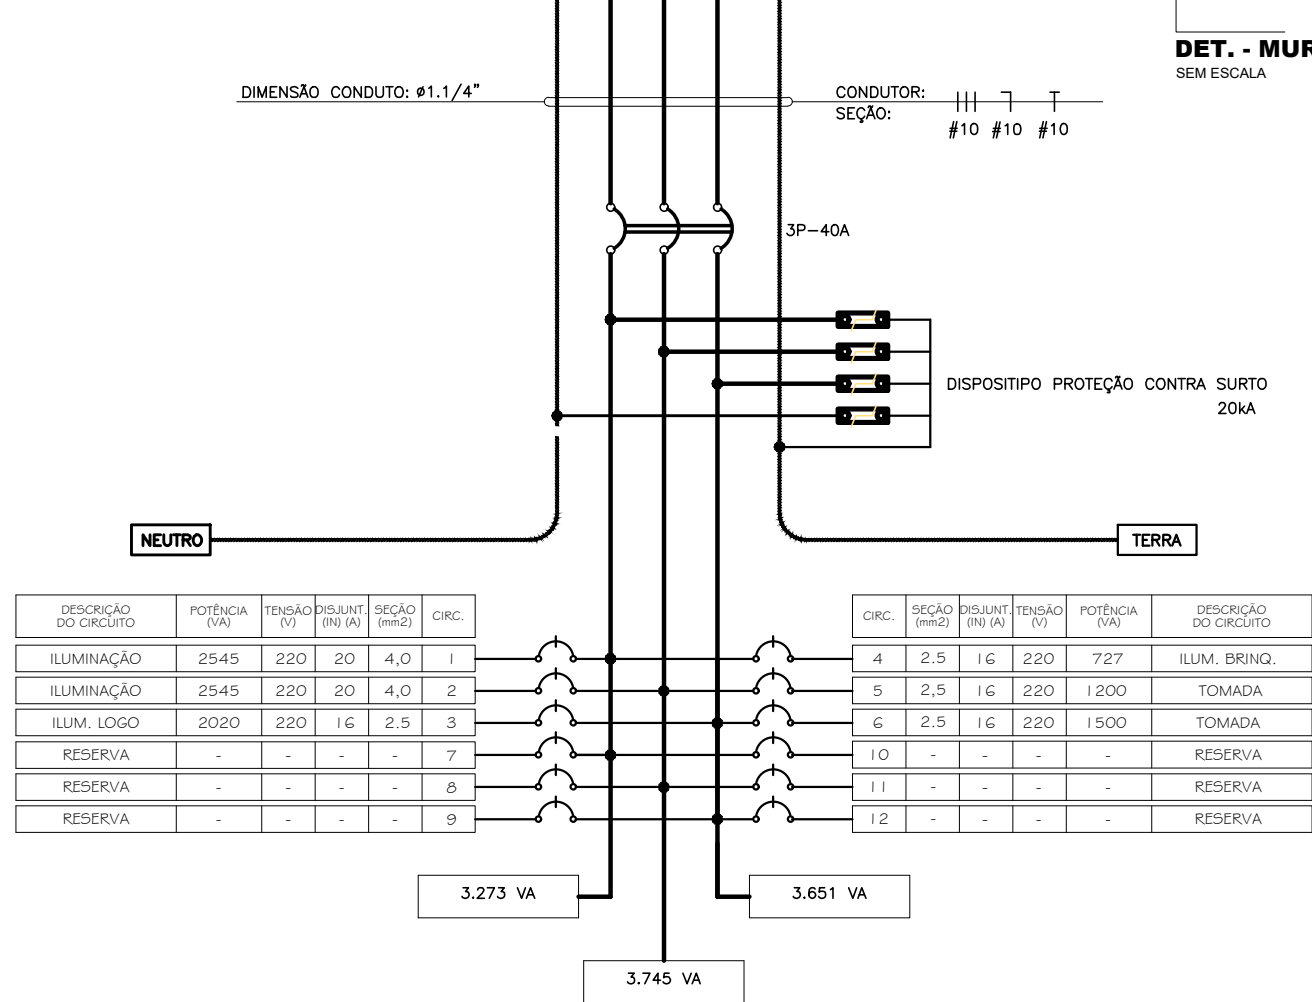 DET. - MUR
SEM ESCALA
DIMENSÃO CONDUTO: ø1.1/4"
CONDUTOR:
SEÇÃO:
#10 #10 #10
3P-40A
DISPOSITIPO PROTEÇÃO CONTRA SURTO
20kA
NEUTRO
TERRA
DESCRIÇÃO DO CIRCUITO POTÊNCIA (VA) TENSÃO (V) DISJUNT. (IN) (A) SEÇÃO (mm2) CIRC.
ILUMINAÇÃO 2545 220 20 4,0 1
ILUMINAÇÃO 2545 220 20 4,0 2
ILUM. LOGO 2020 220 16 2.5 3
RESERVA - - - - 7
RESERVA - - - - 8
RESERVA - - - - 9
CIRC. SEÇÃO (mm2) DISJUNT. (IN) (A) TENSÃO (V) POTÊNCIA (VA) DESCRIÇÃO DO CIRCUITO
4 2.5 16 220 727 ILUM. BRINQ.
5 2,5 16 220 1200 TOMADA
6 2.5 16 220 1500 TOMADA
10 - - - - RESERVA
11 - - - - RESERVA
12 - - - - RESERVA
3.273 VA
3.651 VA
3.745 VA